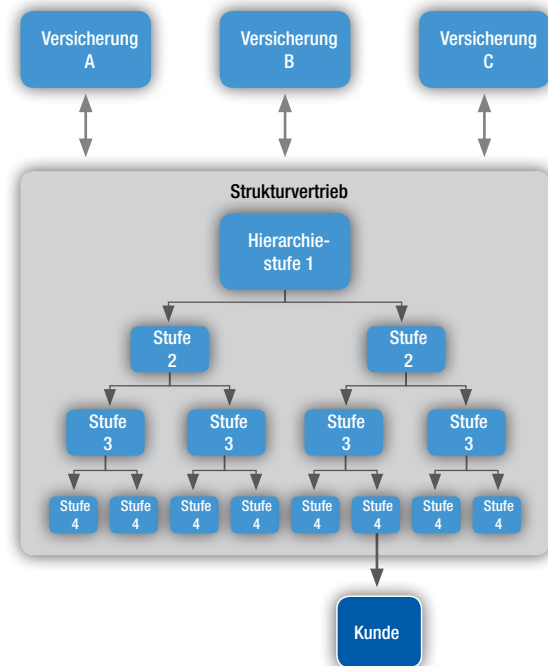 Versicherung
A
Versicherung
B
Versicherung
C
Strukturvertrieb
Hierarchie-
stufe 1
Stufe
2
Stufe
2
Stufe
3
Stufe
3
Stufe
3
Stufe
3
Stufe
4
Stufe
4
Stufe
4
Stufe
4
Stufe
4
Stufe
4
Stufe
4
Stufe
4
Kunde